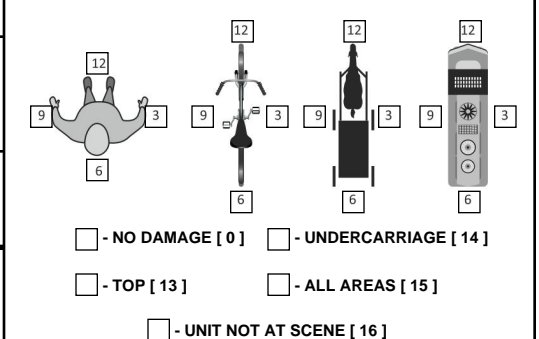 12 12 12 12
9 3 9 3 9 3 9 3
6 6 6 6
- NO DAMAGE [ 0 ] - UNDERCARRIAGE [ 14 ]
- TOP [ 13 ] - ALL AREAS [ 15 ]
- UNIT NOT AT SCENE [ 16 ]